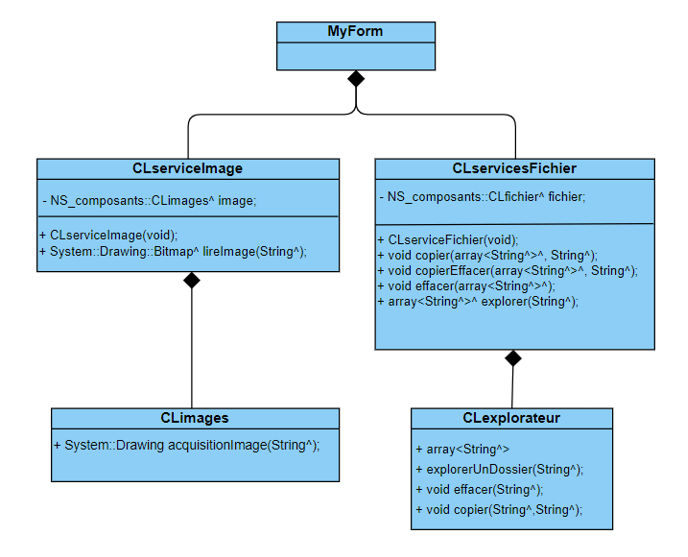 MyForm
CLserviceImage
- NS_composants::CLimages^ image;
+ CLserviceImage(void);
+ System::Drawing::Bitmap^ lireImage(String^);
CLservicesFichier
- NS_composants::CLfichier^ fichier;
+ CLserviceFichier(void);
+ void copier(array<String^>^, String^);
+ void copierEffacer(array<String^>^, String^);
+ void effacer(array<String^>^);
+ array<String^>^ explorer(String^);
CLimages
+ System::Drawing acquisitionImage(String^);
CLexplorateur
+ array<String^>
+ explorerUnDossier(String^);
+ void effacer(String^);
+ void copier(String^,String^);